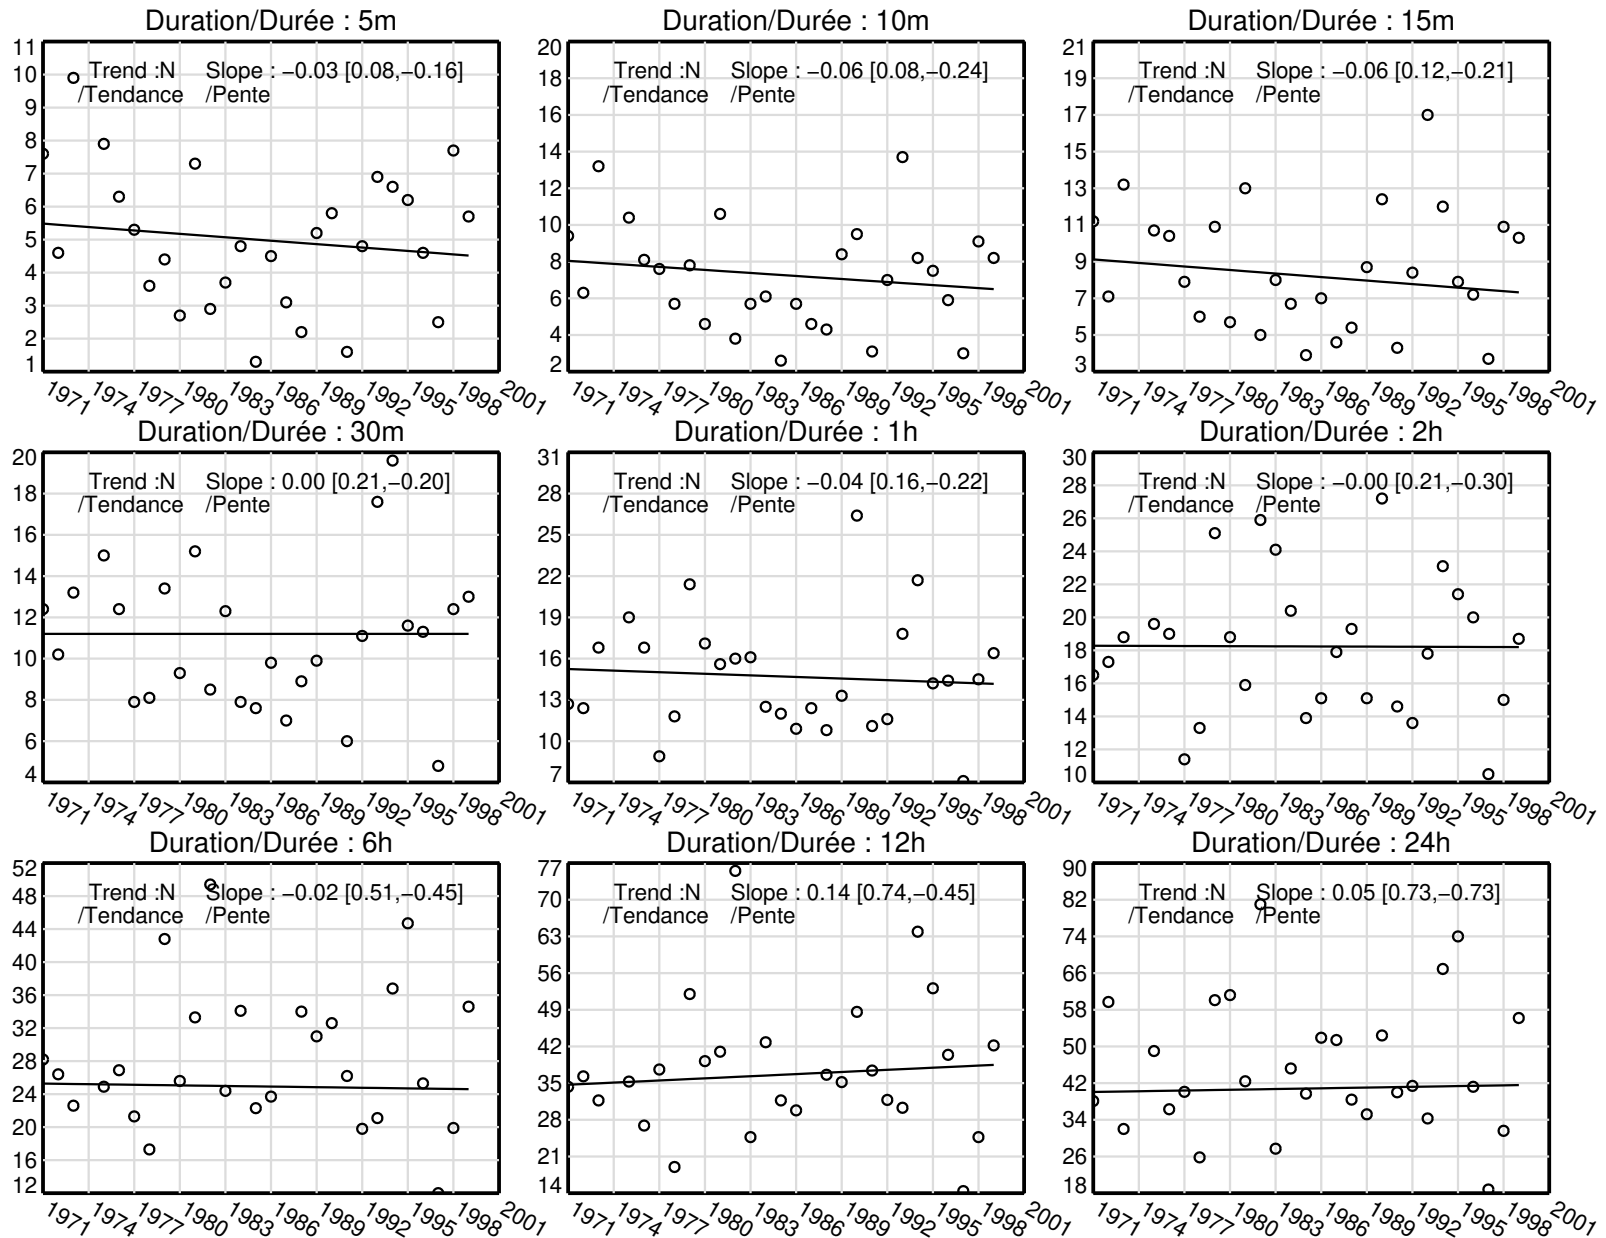 Duration/Durée : 5m
11
10
9
8
7
6
5
4
3
2
1
Trend :N Slope : −0.03 [0.08,−0.16]
/Tendance /Pente
1971 1974 1977 1980 1983 1986 1989 1992 1995 1998 2001
Duration/Durée : 10m
20
18
16
14
12
10
8
6
4
2
Trend :N Slope : −0.06 [0.08,−0.24]
/Tendance /Pente
1971 1974 1977 1980 1983 1986 1989 1992 1995 1998 2001
Duration/Durée : 15m
21
19
17
15
13
11
9
7
5
3
Trend :N Slope : −0.06 [0.12,−0.21]
/Tendance /Pente
1971 1974 1977 1980 1983 1986 1989 1992 1995 1998 2001
Duration/Durée : 30m
20
18
16
14
12
10
8
6
4
Trend :N Slope : 0.00 [0.21,−0.20]
/Tendance /Pente
1971 1974 1977 1980 1983 1986 1989 1992 1995 1998 2001
Duration/Durée : 1h
31
28
25
22
19
16
13
10
7
Trend :N Slope : −0.04 [0.16,−0.22]
/Tendance /Pente
1971 1974 1977 1980 1983 1986 1989 1992 1995 1998 2001
Duration/Durée : 2h
30
28
26
24
22
20
18
16
14
12
10
Trend :N Slope : −0.00 [0.21,−0.30]
/Tendance /Pente
1971 1974 1977 1980 1983 1986 1989 1992 1995 1998 2001
Duration/Durée : 6h
52
48
44
40
36
32
28
24
20
16
12
Trend :N Slope : −0.02 [0.51,−0.45]
/Tendance /Pente
1971 1974 1977 1980 1983 1986 1989 1992 1995 1998 2001
Duration/Durée : 12h
77
70
63
56
49
42
35
28
21
14
Trend :N Slope : 0.14 [0.74,−0.45]
/Tendance /Pente
1971 1974 1977 1980 1983 1986 1989 1992 1995 1998 2001
Duration/Durée : 24h
90
82
74
66
58
50
42
34
26
18
Trend :N Slope : 0.05 [0.73,−0.73]
/Tendance /Pente
1971 1974 1977 1980 1983 1986 1989 1992 1995 1998 2001